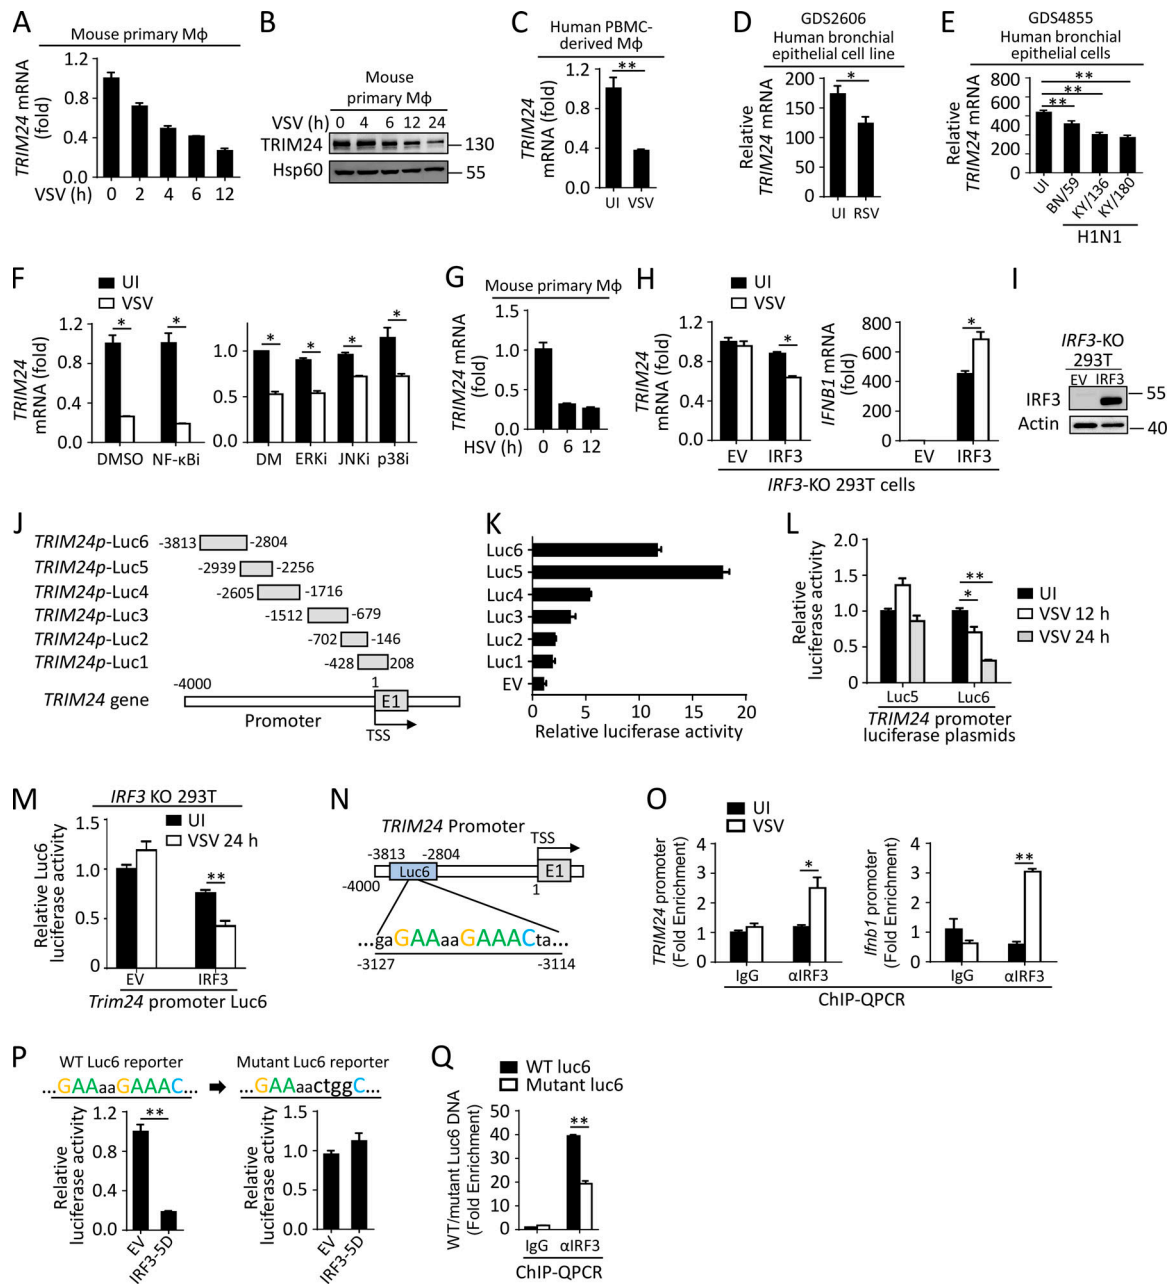 A
Mouse primary Mϕ
TRIM24 mRNA
(fold)
1.2
0.8
0.4
0.0
VSV (h) 0 2 4 6 12
B
Mouse
primary Mϕ
VSV (h) 0 4 6 12 24
TRIM24 130
Hsp60 55
C
Human PBMC-
derived Mϕ
TRIM24
mRNA (fold)
1.2
0.8
0.4
0.0
**
UI VSV
D
GDS2606
Human bronchial
epithelial cell line
Relative
TRIM24 mRNA
200
150
100
50
0
*
UI RSV
E
GDS4855
Human bronchial
epithelial cells
Relative
TRIM24 mRNA
800
600
400
200
0
**
**
**
UI BN/59 KY/136 KY/180
H1N1
F
UI
VSV
TRIM24
mRNA (fold)
1.2
0.8
0.4
0.0
* *
DMSO NF-κBi
1.0
0.5
0.0
* * * *
DM ERKi JNKi p38i
G
Mouse primary Mϕ
TRIM24 mRNA
(fold)
1.5
1.0
0.5
0.0
0 6 12
HSV (h)
H
UI
VSV
TRIM24
mRNA (fold)
1.2
0.8
0.4
0.0
*
EV IRF3
IFNB1 mRNA
(fold)
800
600
400
200
0
*
EV IRF3
IRF3-KO 293T cells
I
IRF3-KO
293T
EV IRF3
IRF3 55
Actin 40
J
TRIM24p-Luc6 -3813 -2804
TRIM24p-Luc5 -2939 -2256
TRIM24p-Luc4 -2605 -1716
TRIM24p-Luc3 -1512 -679
TRIM24p-Luc2 -702 -146
TRIM24p-Luc1 -428 208
-4000 1
TRIM24 gene E1
Promoter TSS
K
Luc6
Luc5
Luc4
Luc3
Luc2
Luc1
EV
0 5 10 15 20
Relative luciferase activity
L
Relative
luciferase activity
2.0
1.5
1.0
0.5
0.0
**
*
UI
VSV 12 h
VSV 24 h
Luc5 Luc6
TRIM24 promoter
luciferase plasmids
M
IRF3 KO 293T
UI
VSV 24 h
Relative Luc6
luciferase activity
1.5
1.0
0.5
0
**
EV IRF3
Trim24 promoter Luc6
N
TRIM24 Promoter
TSS
-3813 -2804
Luc6 E1
-4000 1
...gaGAAaaGAAACta...
-3127 -3114
O
UI
VSV
TRIM24 promoter
(Fold Enrichment)
4
3
2
1
0
*
IgG αIRF3
Ifnb1 promoter
(Fold Enrichment)
4
3
2
1
0
**
IgG αIRF3
ChIP-QPCR
P
WT Luc6 reporter
...GAAaaGAAAC...
Relative
luciferase activity
1.2
0.8
0.4
0.0
**
EV IRF3-5D
Mutant Luc6 reporter
...GAAaactggC...
Relative
luciferase activity
1.5
1.0
0.5
0.0
EV IRF3-5D
Q
WT luc6
Mutant luc6
WT/mutant Luc6 DNA
(Fold Enrichment)
50
40
30
20
10
0
**
IgG αIRF3
ChIP-QPCR